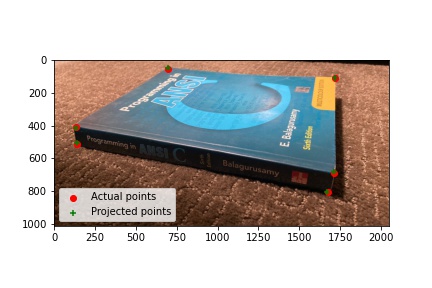 0
200
400
600
800
1000
0
250
500
750
1000
1250
1500
1750
2000
Programming in
ANSI
C
E. Balagurusamy
Sixth Edition
Programming in ANSI C
Balagurusamy
Actual points
Projected points